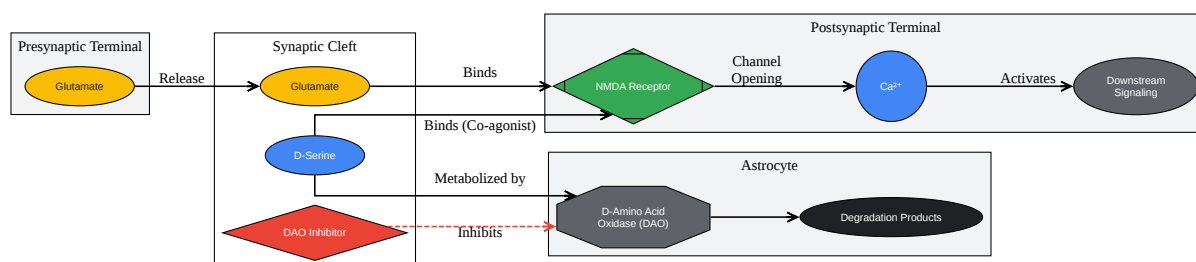 Presynaptic Terminal
Glutamate
Release
Synaptic Cleft
Glutamate
D-Serine
DAO Inhibitor
Binds
Binds (Co-agonist)
Metabolized by
Inhibits
Postsynaptic Terminal
NMDA Receptor
Channel
Opening
Ca²⁺
Activates
Downstream
Signaling
Astrocyte
D-Amino Acid
Oxidase (DAO)
Degradation Products